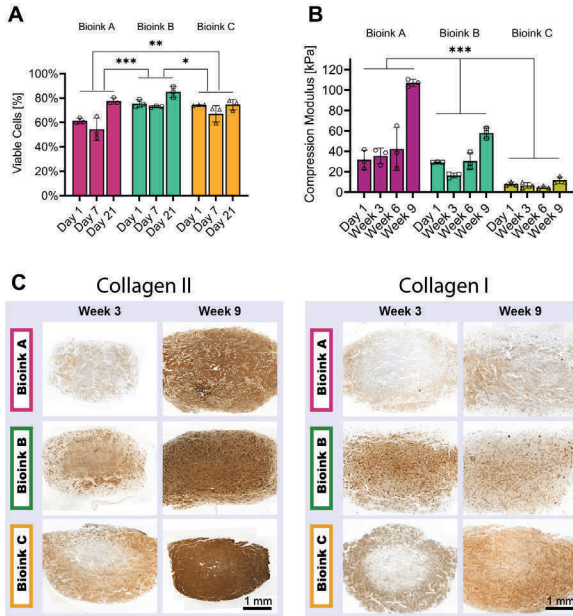 A
Bioink A Bioink B Bioink C
**
*** *
Viable Cells [%]
100%
80%
60%
40%
20%
0%
Day 1 Day 7 Day 21 Day 1 Day 7 Day 21 Day 1 Day 7 Day 21
B
Bioink A Bioink B Bioink C
***
Compression Modulus [kPa]
120
100
80
60
40
20
0
Day 1 Week 3 Week 6 Week 9 Day 1 Week 3 Week 6 Week 9 Day 1 Week 3 Week 6 Week 9
C
Collagen II Collagen I
Week 3 Week 9 Week 3 Week 9
Bioink A Bioink A
Bioink B Bioink B
Bioink C Bioink C
1 mm 1 mm